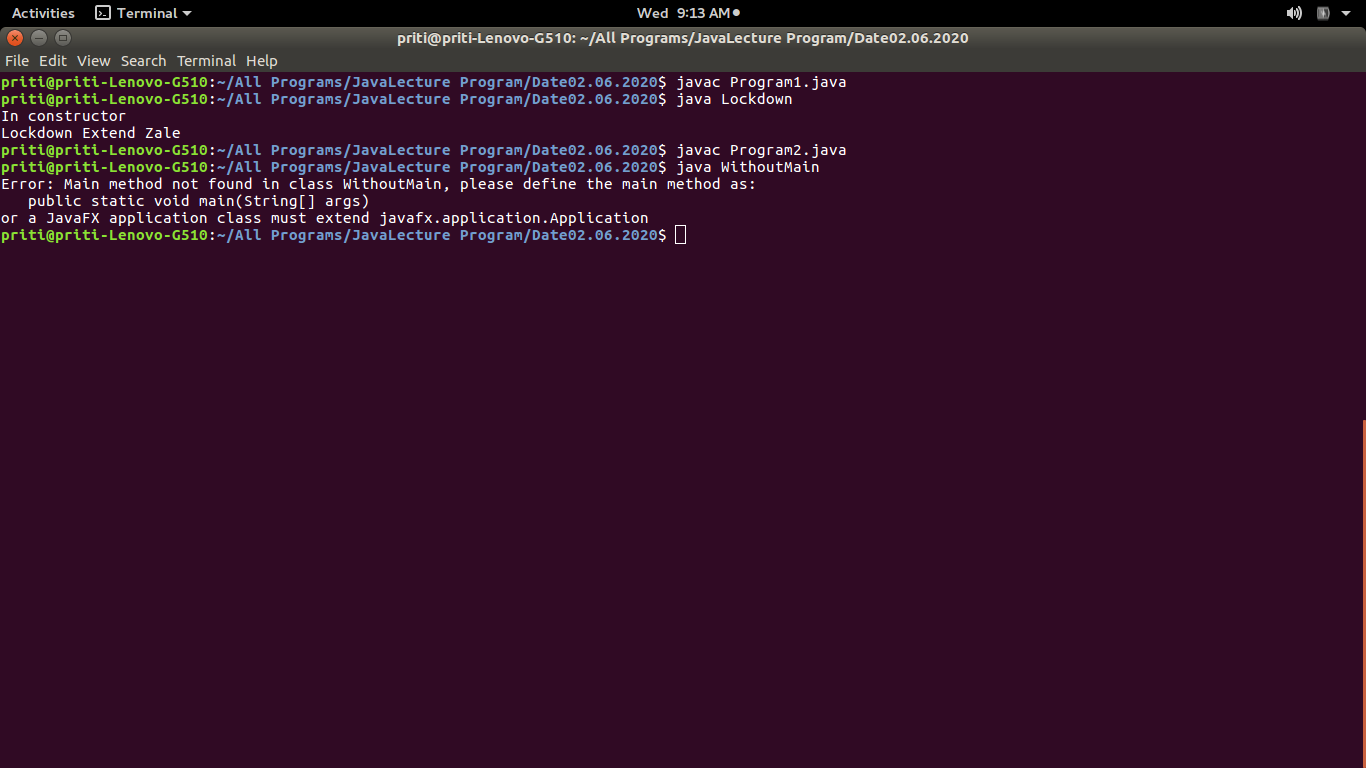 Activities Terminal Wed 9:13 AM
priti@priti-Lenovo-G510: ~/All Programs/JavaLecture Program/Date02.06.2020
File Edit View Search Terminal Help
priti@priti-Lenovo-G510:~/All Programs/JavaLecture Program/Date02.06.2020$ javac Program1.java
priti@priti-Lenovo-G510:~/All Programs/JavaLecture Program/Date02.06.2020$ java Lockdown
In constructor
Lockdown Extend Zale
priti@priti-Lenovo-G510:~/All Programs/JavaLecture Program/Date02.06.2020$ javac Program2.java
priti@priti-Lenovo-G510:~/All Programs/JavaLecture Program/Date02.06.2020$ java WithoutMain
Error: Main method not found in class WithoutMain, please define the main method as:
   public static void main(String[] args)
or a JavaFX application class must extend javafx.application.Application
priti@priti-Lenovo-G510:~/All Programs/JavaLecture Program/Date02.06.2020$